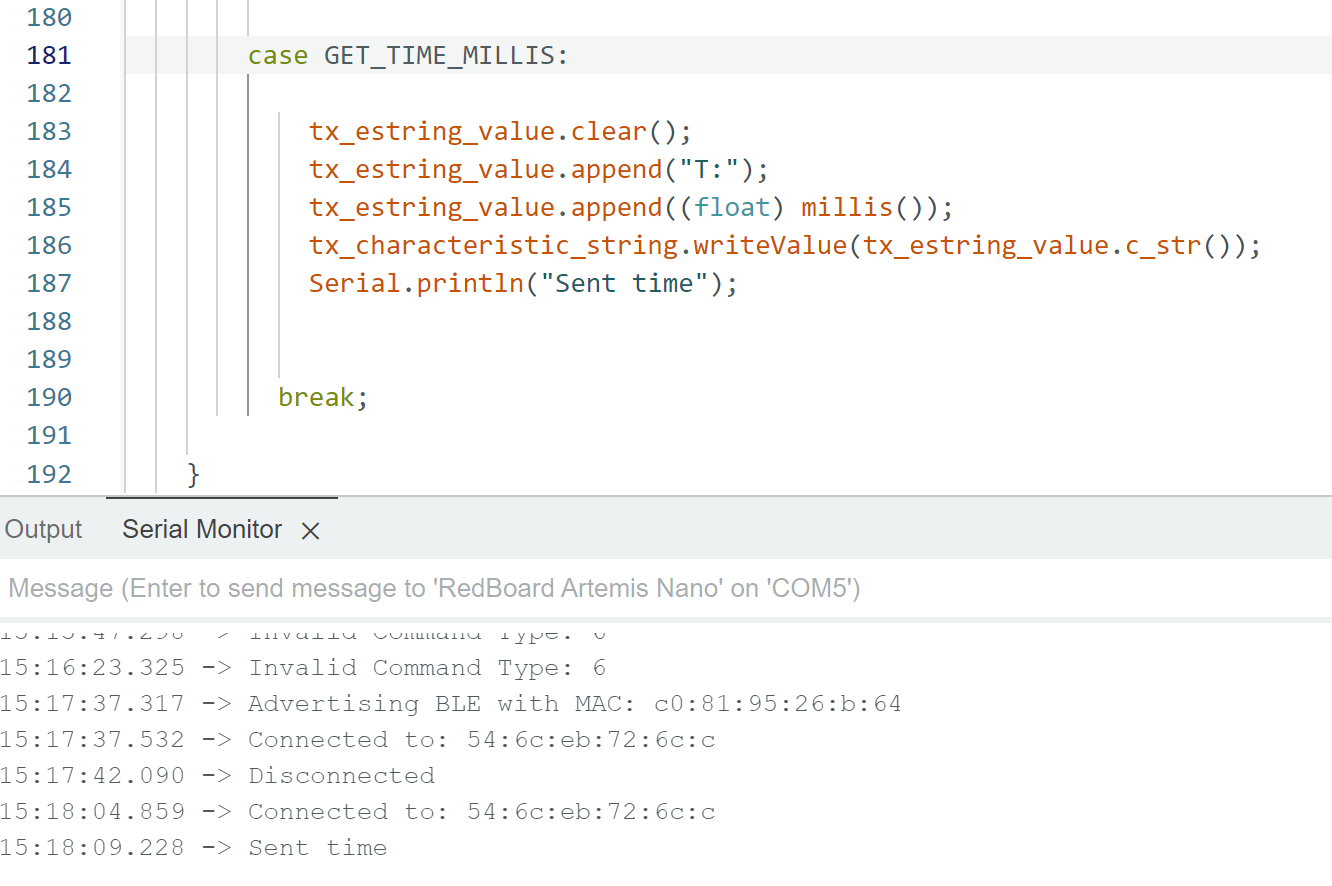 180
181 case GET_TIME_MILLIS:
182
183 tx_estring_value.clear();
184 tx_estring_value.append("T:");
185 tx_estring_value.append((float) millis());
186 tx_characteristic_string.writeValue(tx_estring_value.c_str());
187 Serial.println("Sent time");
188
189
190 break;
191
192 }
Output Serial Monitor ×
Message (Enter to send message to 'RedBoard Artemis Nano' on 'COM5')
-> Invalid Command Type: 6
15:16:23.325 -> Invalid Command Type: 6
15:17:37.317 -> Advertising BLE with MAC: c0:81:95:26:b:64
15:17:37.532 -> Connected to: 54:6c:eb:72:6c:c
15:17:42.090 -> Disconnected
15:18:04.859 -> Connected to: 54:6c:eb:72:6c:c
15:18:09.228 -> Sent time